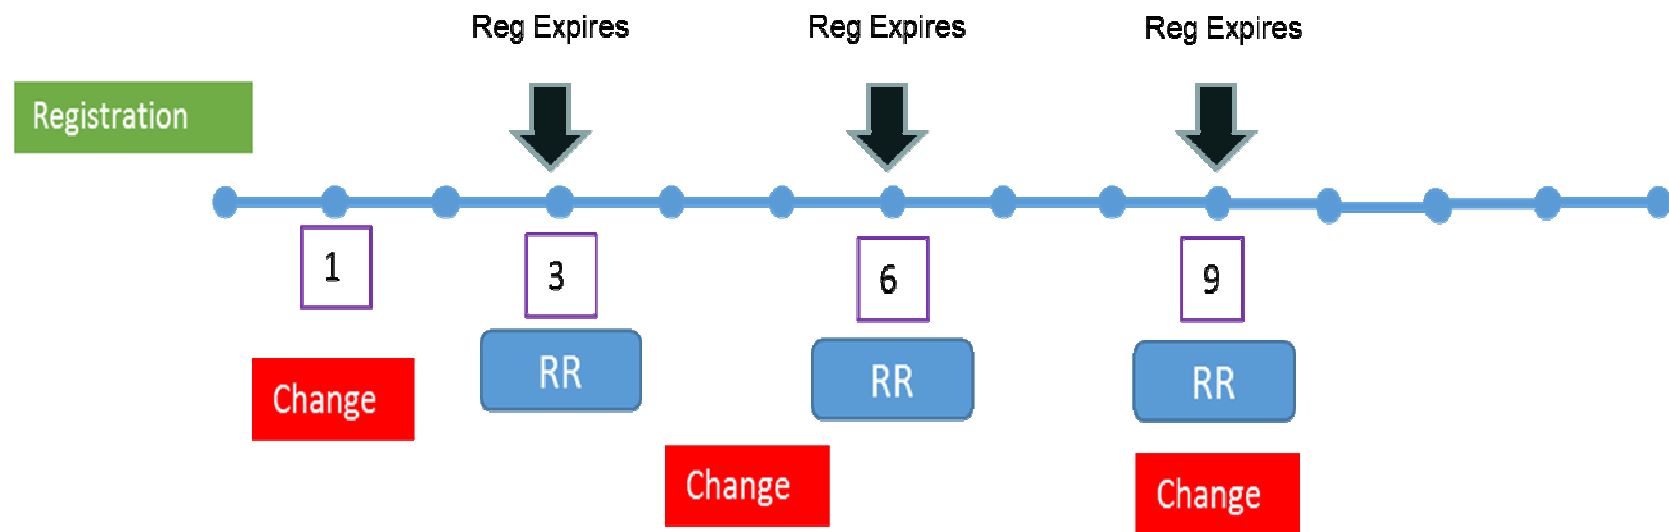 Reg Expires Reg Expires Reg Expires
Registration
1 3 6 9
RR RR RR
Change
Change Change